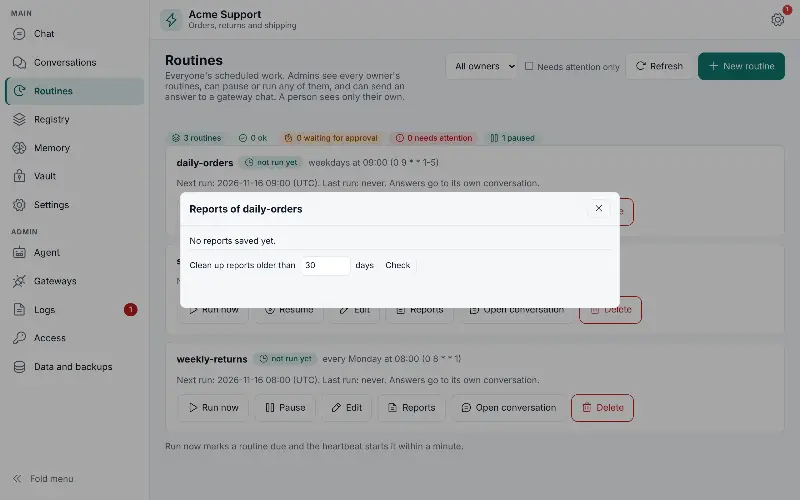 MAIN
Chat
Conversations
Routines
Registry
Memory
Vault
Settings
ADMIN
Agent
Gateways
Logs 1
Access
Data and backups
Fold menu
Acme Support
Orders, returns and shipping
1
Routines
Everyone's scheduled work. Admins see every owner's
routines, can pause or run any of them, and can send an
answer to a gateway chat. A person sees only their own.
All owners
Needs attention only
Refresh
New routine
3 routines 0 ok 0 waiting for approval 0 needs attention 1 paused
daily-orders not run yet weekdays at 09:00 (0 9 * * 1-5)
Next run: 2026-11-16 09:00 (UTC). Last run: never. Answers go to its own conversation.
Reports of daily-orders
No reports saved yet.
Clean up reports older than 30 days Check
Run now Resume Edit Reports Open conversation Delete
weekly-returns not run yet every Monday at 08:00 (0 8 * * 1)
Next run: 2026-11-16 08:00 (UTC). Last run: never. Answers go to its own conversation.
Run now Pause Edit Reports Open conversation Delete
Run now marks a routine due and the heartbeat starts it within a minute.